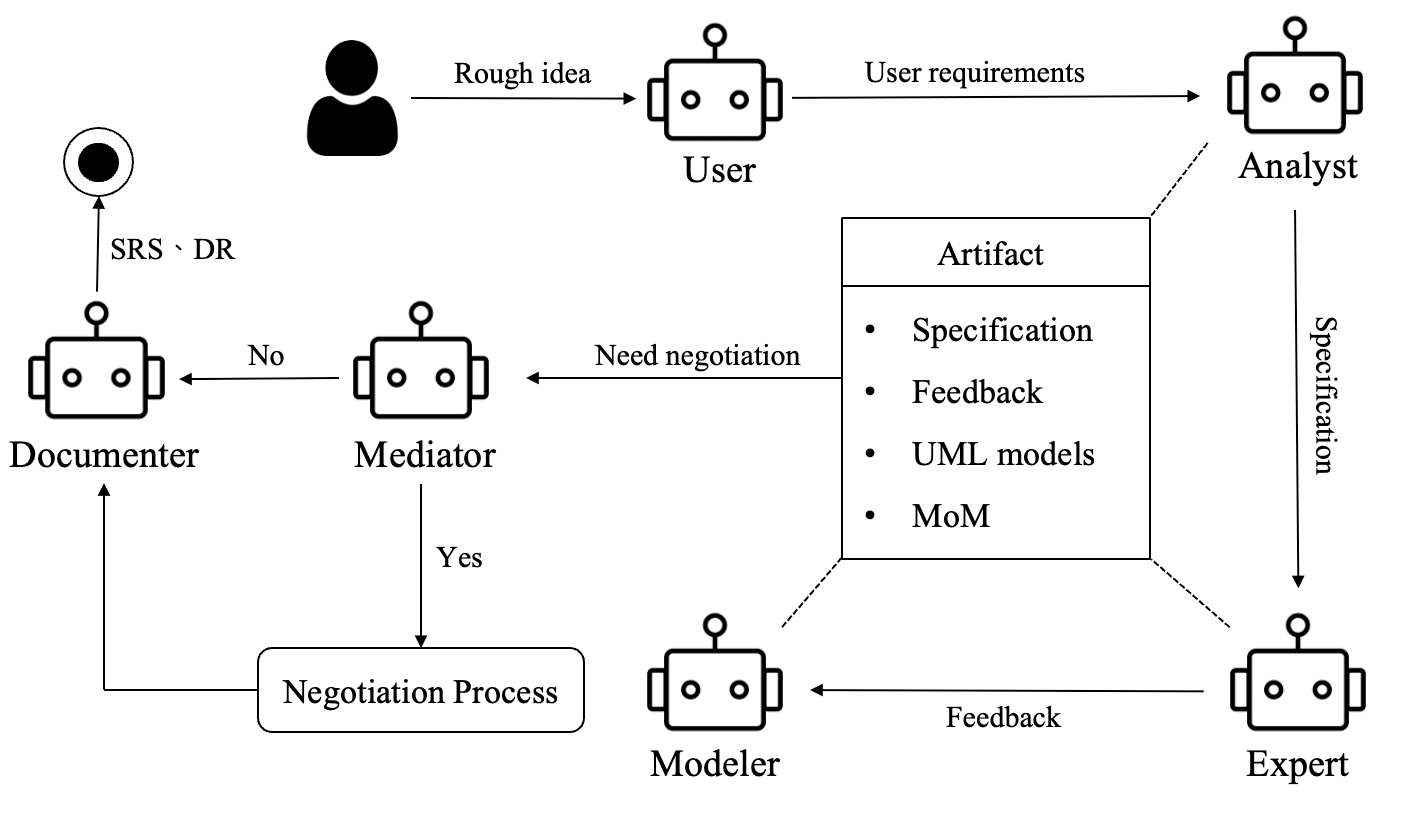 Rough idea
User requirements
User
Analyst
SRS、DR
Artifact
Specification
• Specification
• Feedback
• UML models
• MoM
Need negotiation
No
Documenter
Mediator
Yes
Negotiation Process
Feedback
Modeler
Expert